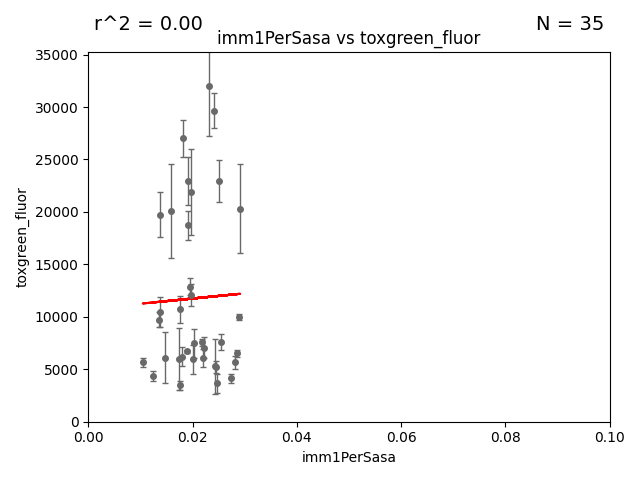 r^2 = 0.00
N = 35
imm1PerSasa vs toxgreen_fluor
toxgreen_fluor
35000
30000
25000
20000
15000
10000
5000
0
0.00 0.02 0.04 0.06 0.08 0.10
imm1PerSasa